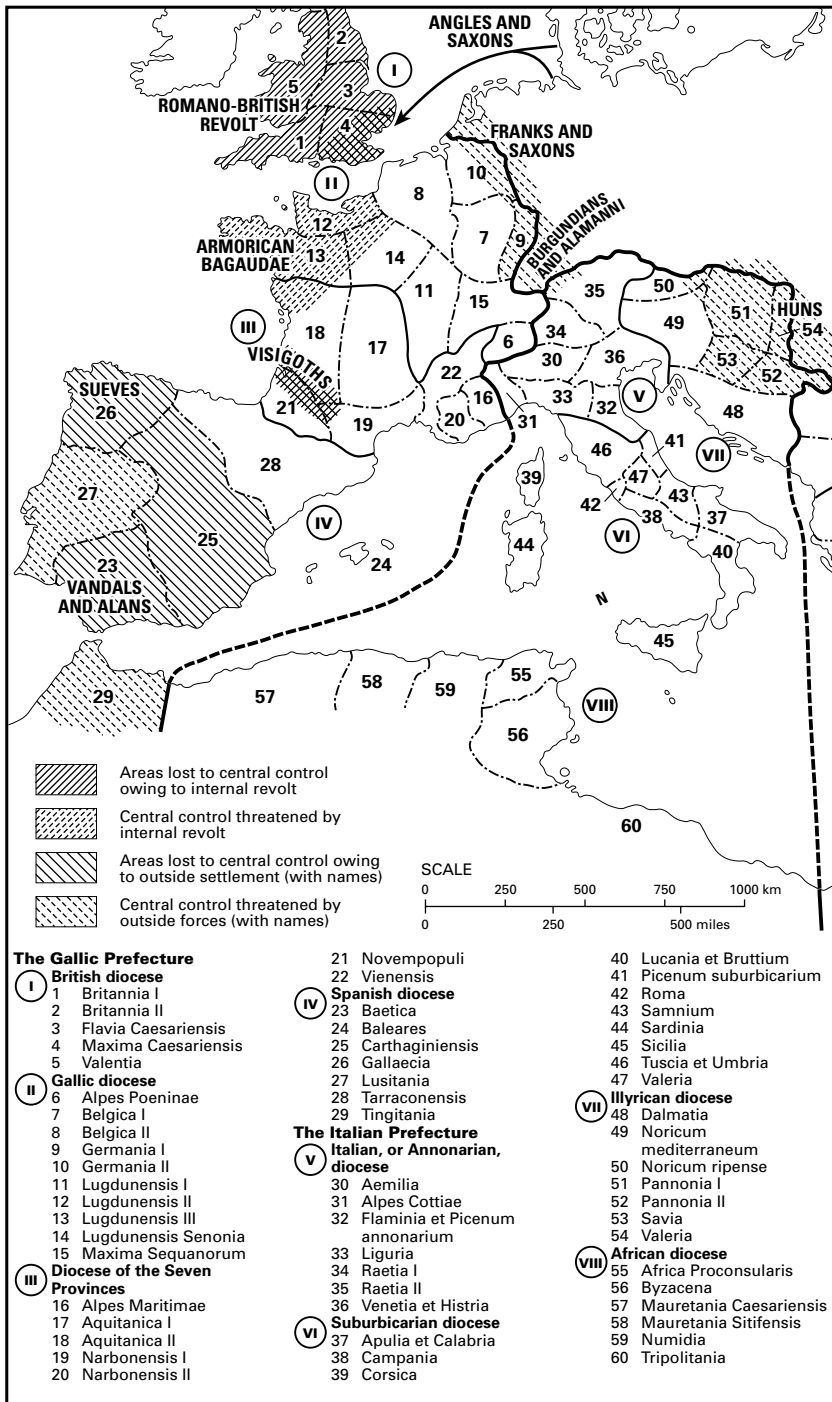 ANGLES AND
SAXONS
2
I
5
3
ROMANO-BRITISH
REVOLT
4
1
FRANKS AND
SAXONS
10
II
8
12
BURGUNDIANS
AND ALAMANNI
ARMORICAN
BAGAUDAE
13
14
7
9
11
15
35
50
51
HUNS
54
III
18
17
6
34
49
30
36
53
52
VISIGOTHS
22
V
SUEVES
26
21
16
33
32
48
20
19
31
28
46
41
VII
27
39
47
43
42
38
37
IV
25
VI
40
24
44
23
VANDALS
AND ALANS
N
45
29
57
58
59
55
VIII
56
60
Areas lost to central control
owing to internal revolt
Central control threatened by
internal revolt
Areas lost to central control owing
to outside settlement (with names)
Central control threatened by
outside forces (with names)
SCALE
0 250 500 750 1000 km
0 250 500 miles
The Gallic Prefecture
I British diocese
1 Britannia I
2 Britannia II
3 Flavia Caesariensis
4 Maxima Caesariensis
5 Valentia
II Gallic diocese
6 Alpes Poeninae
7 Belgica I
8 Belgica II
9 Germania I
10 Germania II
11 Lugdunensis I
12 Lugdunensis II
13 Lugdunensis III
14 Lugdunensis Senonia
15 Maxima Sequanorum
III Diocese of the Seven
Provinces
16 Alpes Maritimae
17 Aquitanica I
18 Aquitanica II
19 Narbonensis I
20 Narbonensis II
21 Novempopuli
22 Viennensis
IV Spanish diocese
23 Baetica
24 Baleares
25 Carthaginiensis
26 Gallaecia
27 Lusitania
28 Tarraconensis
29 Tingitania
The Italian Prefecture
V Italian, or Annonarian,
diocese
30 Aemilia
31 Alpes Cottiae
32 Flaminia et Picenum
annonarium
33 Liguria
34 Raetia I
35 Raetia II
36 Venetia et Histria
VI Suburbicarian diocese
37 Apulia et Calabria
38 Campania
39 Corsica
40 Lucania et Bruttium
41 Picenum suburbicarium
42 Roma
43 Samnium
44 Sardinia
45 Sicilia
46 Tuscia et Umbria
47 Valeria
VII Illyrican diocese
48 Dalmatia
49 Noricum
mediterraneum
50 Noricum ripense
51 Pannonia I
52 Pannonia II
53 Savia
54 Valeria
VIII African diocese
55 Africa Proconsularis
56 Byzacena
57 Mauretania Caesariensis
58 Mauretania Sitifensis
59 Numidia
60 Tripolitania